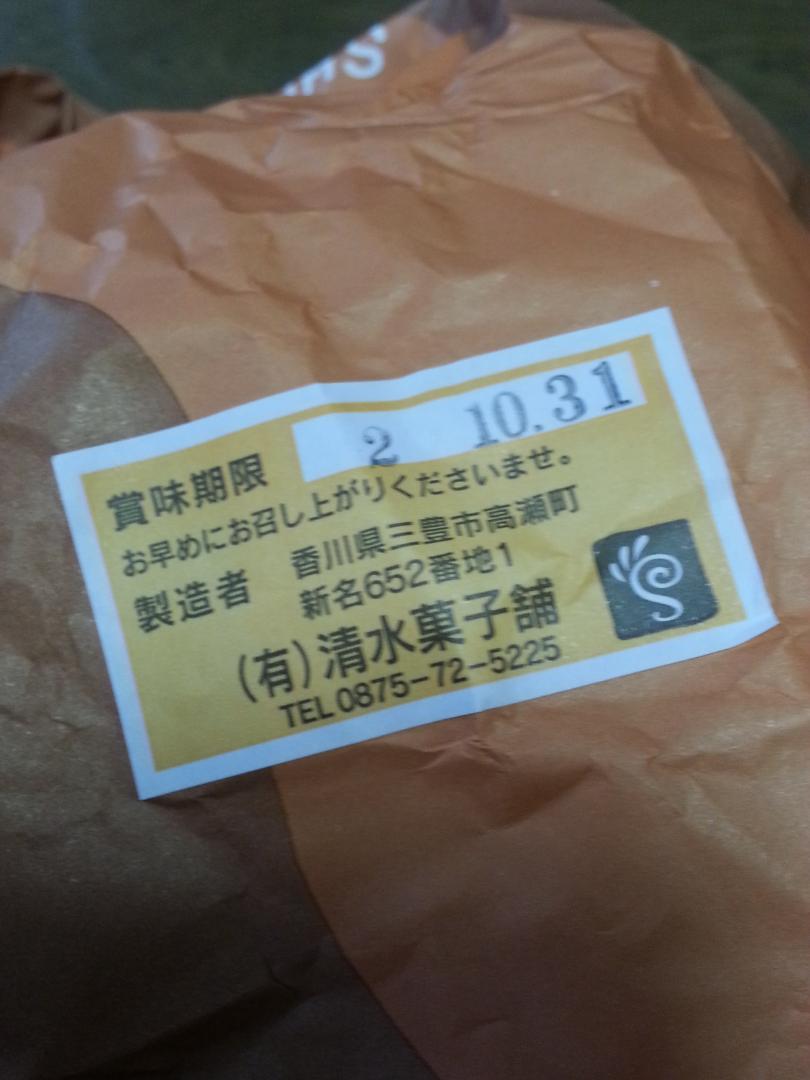 賞味期限 2 10.31
お早めにお召し上がりくださいませ。
製造者 香川県三豊市高瀬町
新名652番地1
(有)清水菓子舗
TEL 0875-72-5225